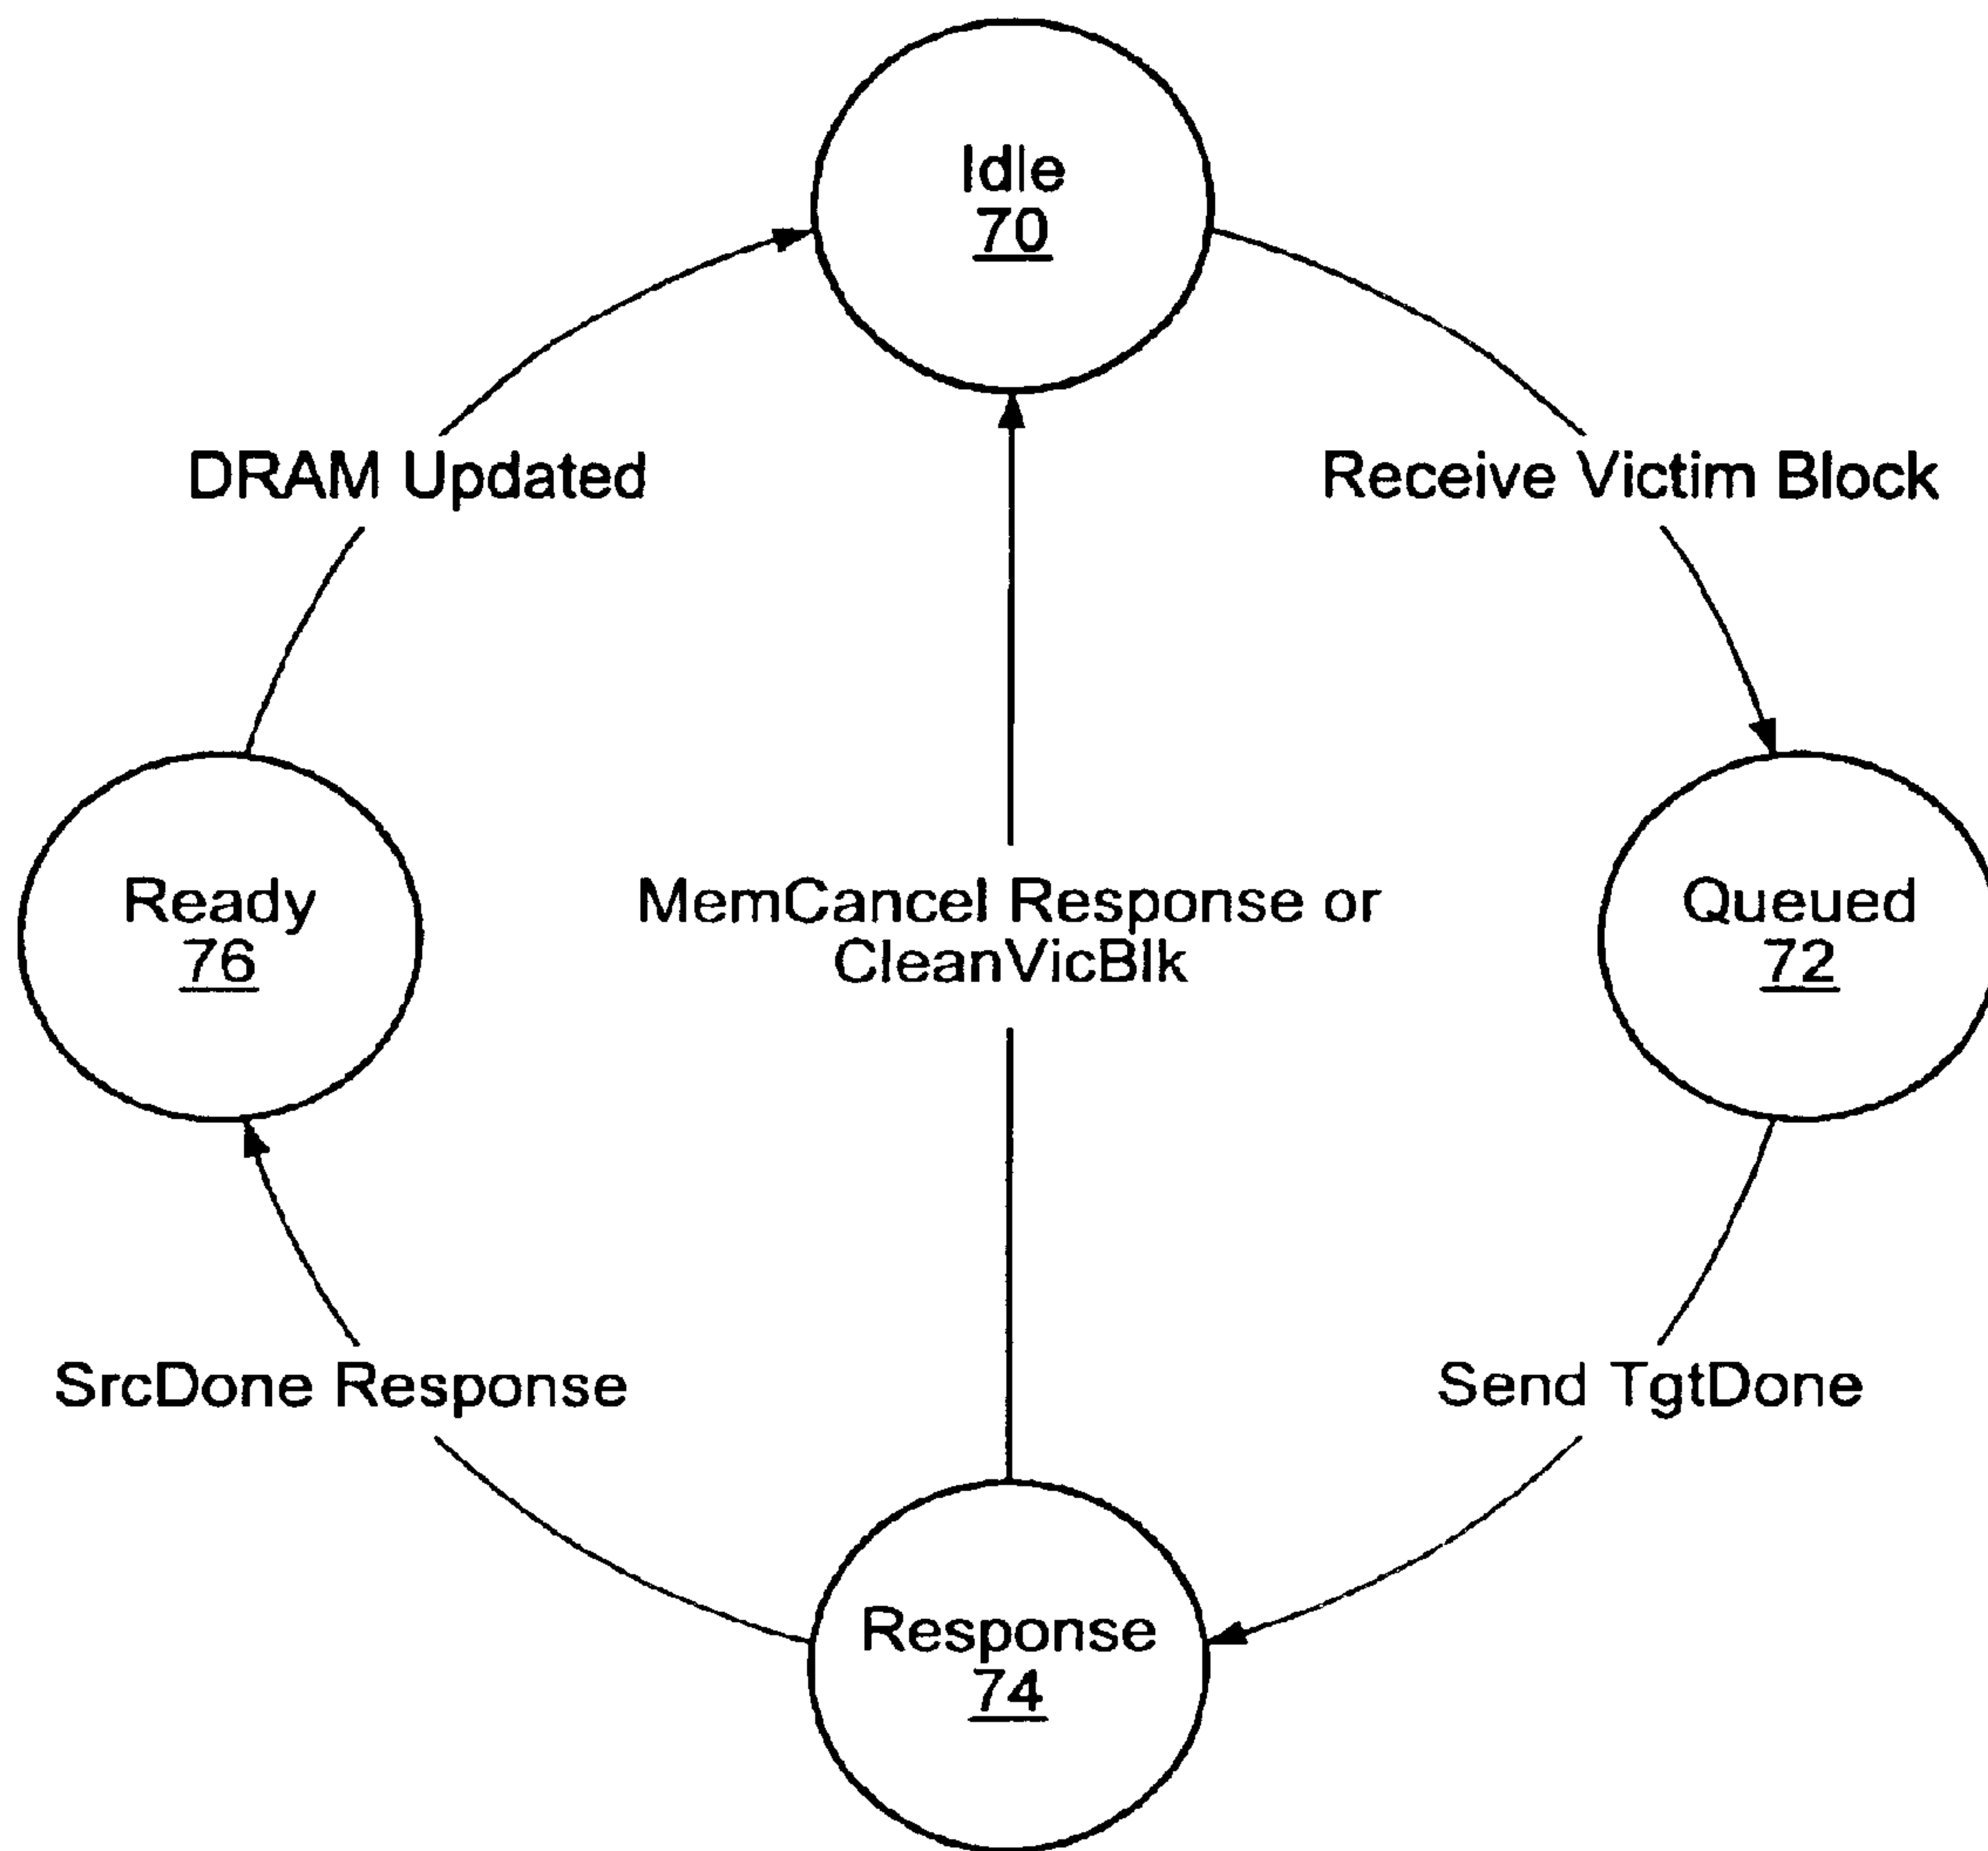 Idle
70
DRAM Updated
Receive Victim Block
Ready
76
MemCancel Response or
CleanVicBlk
Queued
72
SrcDone Response
Send TgtDone
Response
74